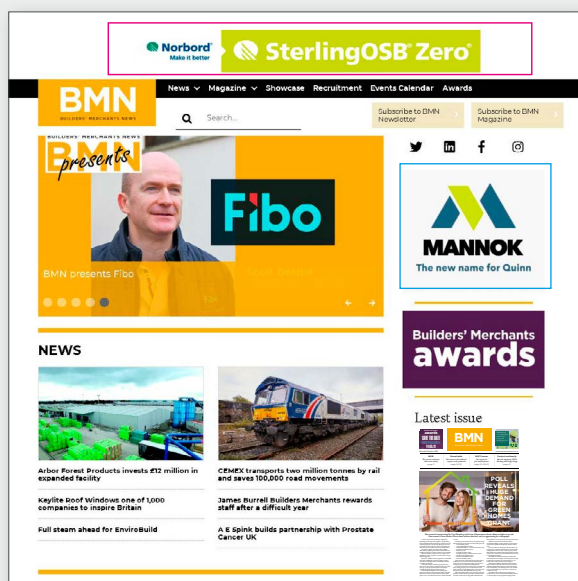 Norbord
Make it better
SterlingOSB Zero
News Magazine Showcase Recruitment Events Calendar Awards
BMN
BUILDERS' MERCHANTS NEWS
Search...
Subscribe to BMN
Newsletter
Subscribe to BMN
Magazine
BUILDERS' MERCHANTS NEWS
BMN
presents
Fibo
BMN presents Fibo
MANNOK
The new name for Quinn
Builders' Merchants
awards
NEWS
Arbor Forest Products invests £12 million in
expanded facility
CEMEX transports two million tonnes by rail
and saves 100,000 road movements
Keylite Roof Windows one of 1,000
companies to inspire Britain
James Burrell Builders Merchants rewards
staff after a difficult year
Full steam ahead for EnviroBuild
A E Spink builds partnership with Prostate
Cancer UK
Latest issue
BMN
POLL
REVEALS
HUGE
DEMAND
FOR
GREEN
HOMES
GRANT